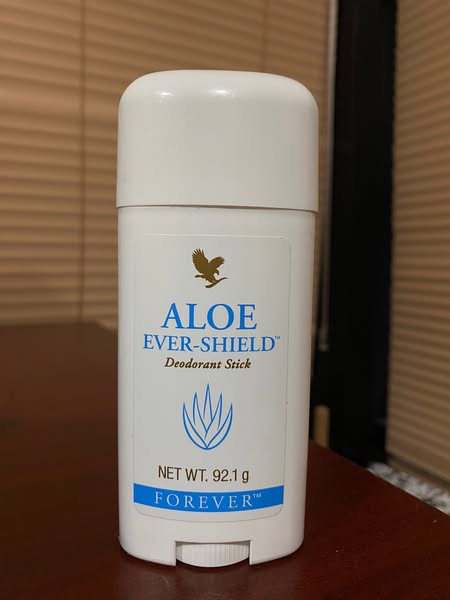 ALOE
EVER-SHIELD™
Deodorant Stick
NET WT. 92.1 g
FOREVER™